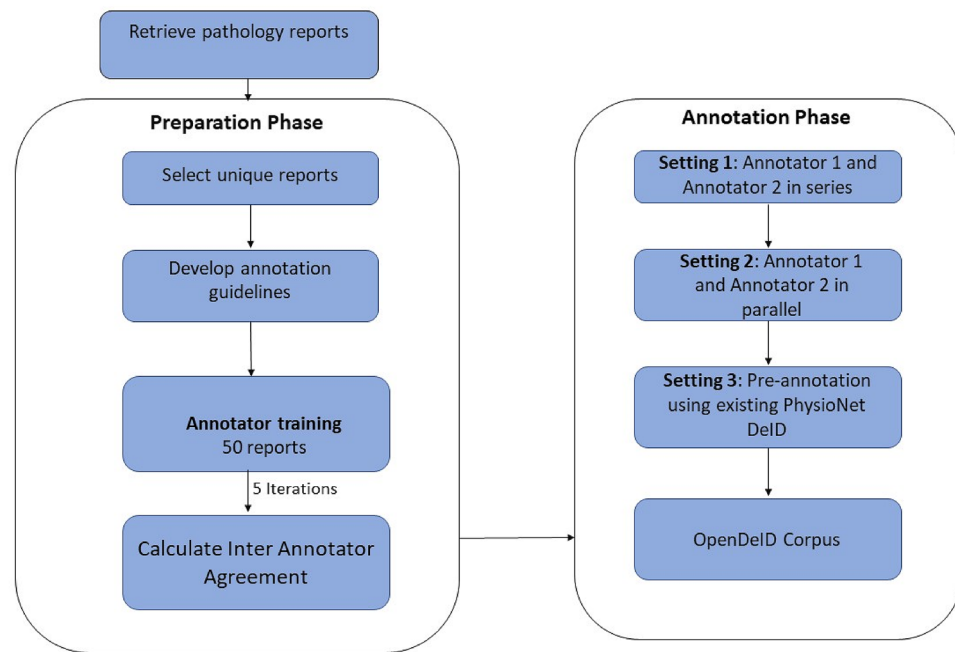 Retrieve pathology reports
Preparation Phase
Select unique reports
Develop annotation
guidelines
Annotator training
50 reports
5 Iterations
Calculate Inter Annotator
Agreement
Annotation Phase
Setting 1: Annotator 1 and
Annotator 2 in series
Setting 2: Annotator 1
and Annotator 2 in
parallel
Setting 3: Pre-annotation
using existing PhysioNet
DeID
OpenDeID Corpus